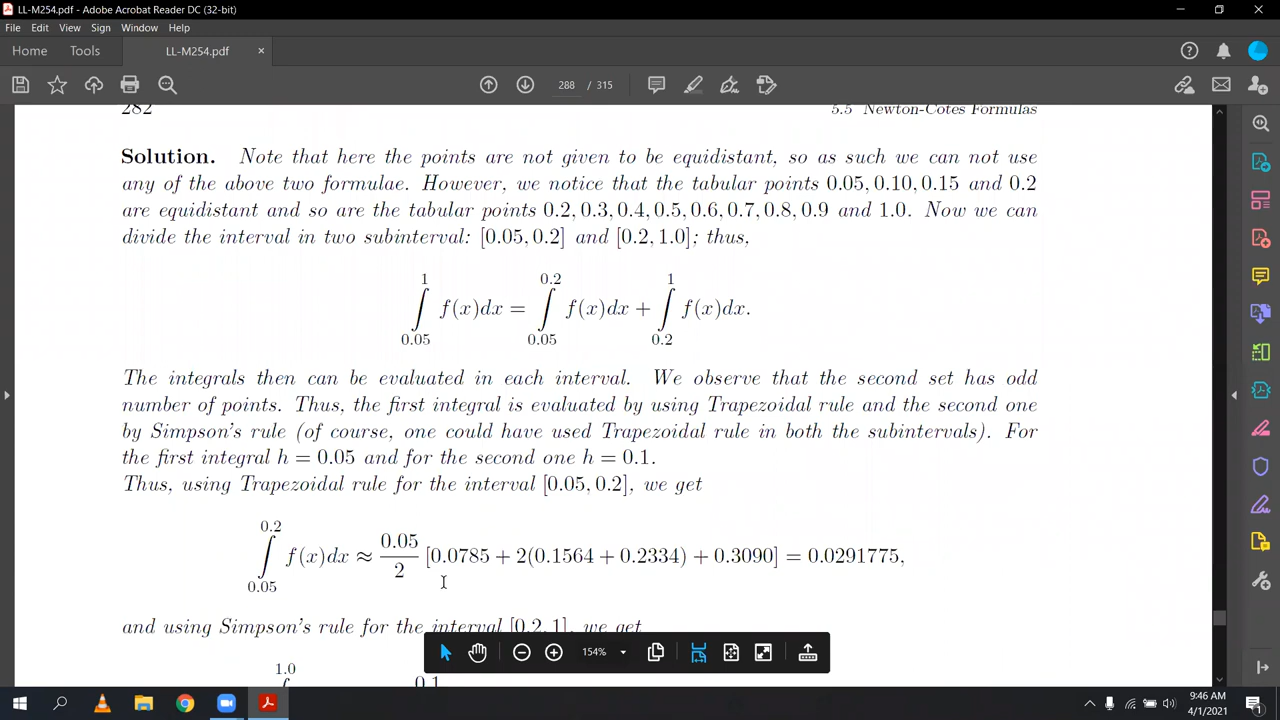 LL-M254.pdf - Adobe Acrobat Reader DC (32-bit)
File Edit View Sign Window Help
Home Tools LL-M254.pdf ×
288 / 315
282 5.5 Newton-Cotes Formulas
Solution. Note that here the points are not given to be equidistant, so as such we can not use
any of the above two formulae. However, we notice that the tabular points 0.05, 0.10, 0.15 and 0.2
are equidistant and so are the tabular points 0.2, 0.3, 0.4, 0.5, 0.6, 0.7, 0.8, 0.9 and 1.0. Now we can
divide the interval in two subinterval: [0.05, 0.2] and [0.2, 1.0]; thus,
1 0.2 1
∫ f(x)dx = ∫ f(x)dx + ∫ f(x)dx.
0.05 0.05 0.2
The integrals then can be evaluated in each interval. We observe that the second set has odd
number of points. Thus, the first integral is evaluated by using Trapezoidal rule and the second one
by Simpson's rule (of course, one could have used Trapezoidal rule in both the subintervals). For
the first integral h = 0.05 and for the second one h = 0.1.
Thus, using Trapezoidal rule for the interval [0.05, 0.2], we get
0.2
0.05
∫ f(x)dx ≈ [0.0785 + 2(0.1564 + 0.2334) + 0.3090] = 0.0291775,
2
0.05
and using Simpson's rule for the interval [0.2, 1], we get
154%
1.0
0.1
9:46 AM
4/1/2021